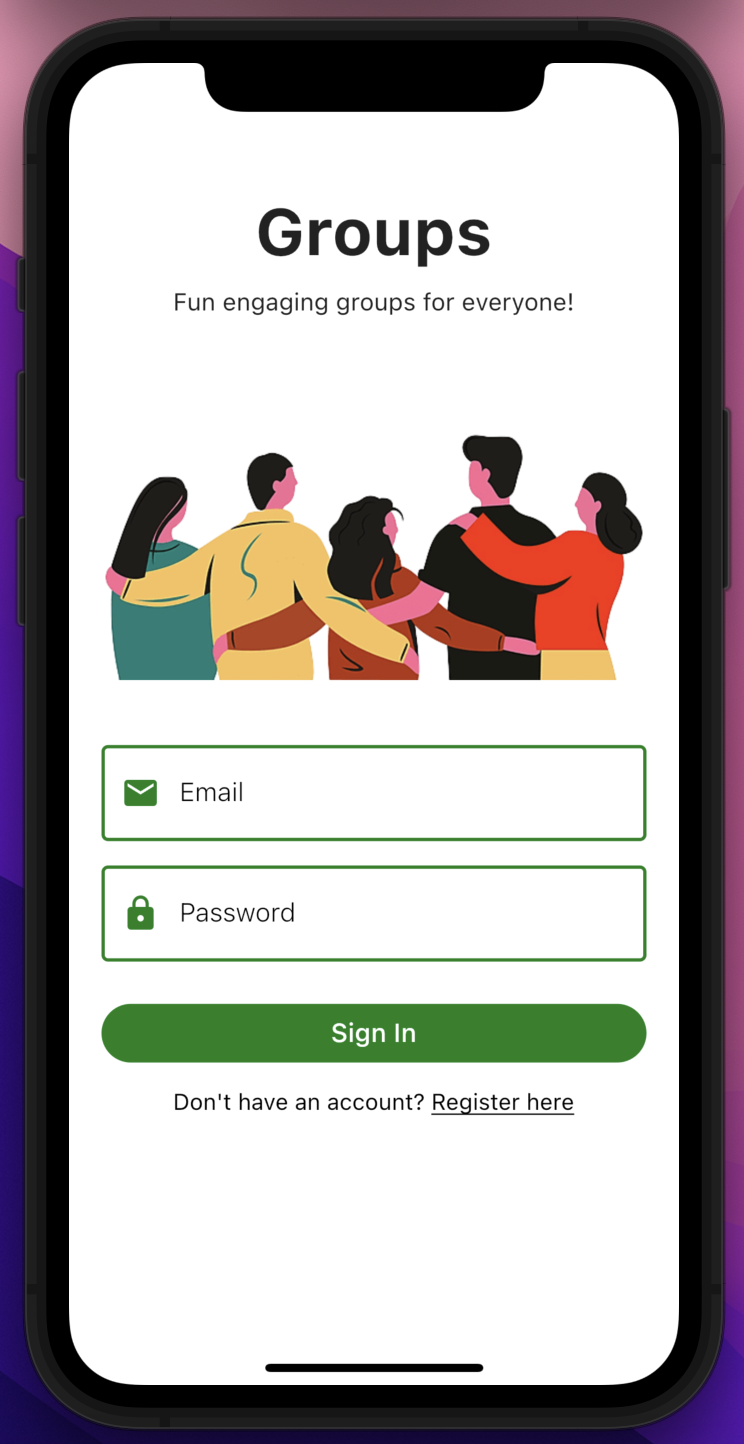 Groups
Fun engaging groups for everyone!
Email
Password
Sign In
Don't have an account? Register here